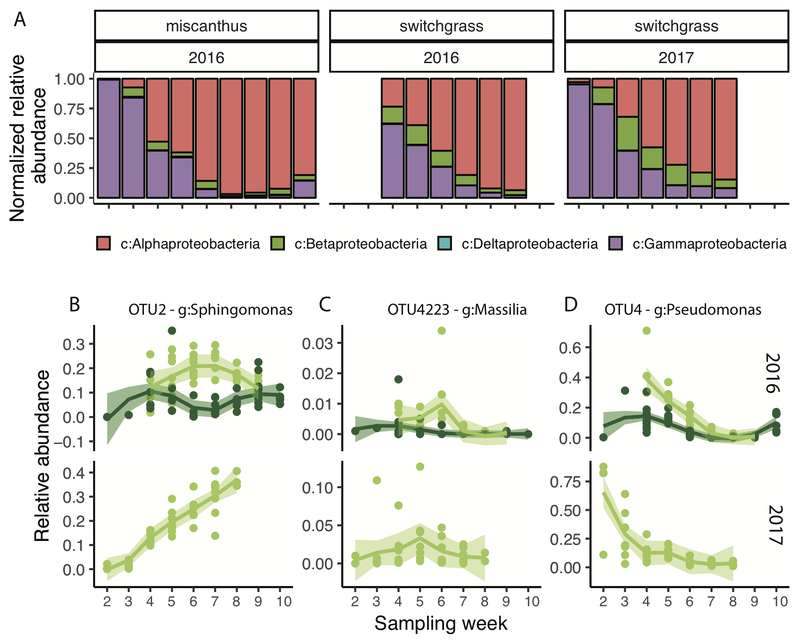 A
miscanthus switchgrass switchgrass
2016 2016 2017
Normalized relative
abundance
1.00
0.75
0.50
0.25
0.00
c:Alphaproteobacteria c:Betaproteobacteria c:Deltaproteobacteria c:Gammaproteobacteria
B OTU2 - g:Sphingomonas C OTU4223 - g:Massilia D OTU4 - g:Pseudomonas
Relative abundance
0.3
0.2
0.1
0.0
−0.1
0.4
0.3
0.2
0.1
0.0
2 3 4 5 6 7 8 9 10
0.03
0.02
0.01
0.00
0.10
0.05
0.00
2 3 4 5 6 7 8 9 10
0.6
0.4
0.2
0.0
2016
0.75
0.50
0.25
0.00
2017
2 3 4 5 6 7 8 9 10
Sampling week